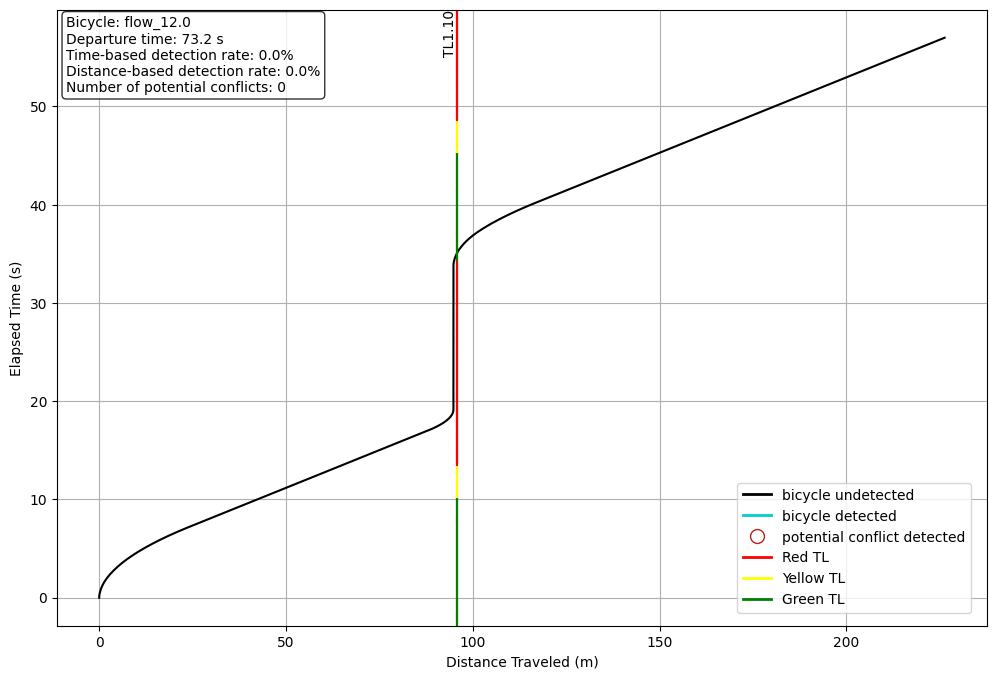 Bicycle: flow_12.0
Departure time: 73.2 s
Time-based detection rate: 0.0%
Distance-based detection rate: 0.0%
Number of potential conflicts: 0
TL1.10
50
40
30
20
10
0
Elapsed Time (s)
bicycle undetected
bicycle detected
potential conflict detected
Red TL
Yellow TL
Green TL
0
50
100
150
200
Distance Traveled (m)